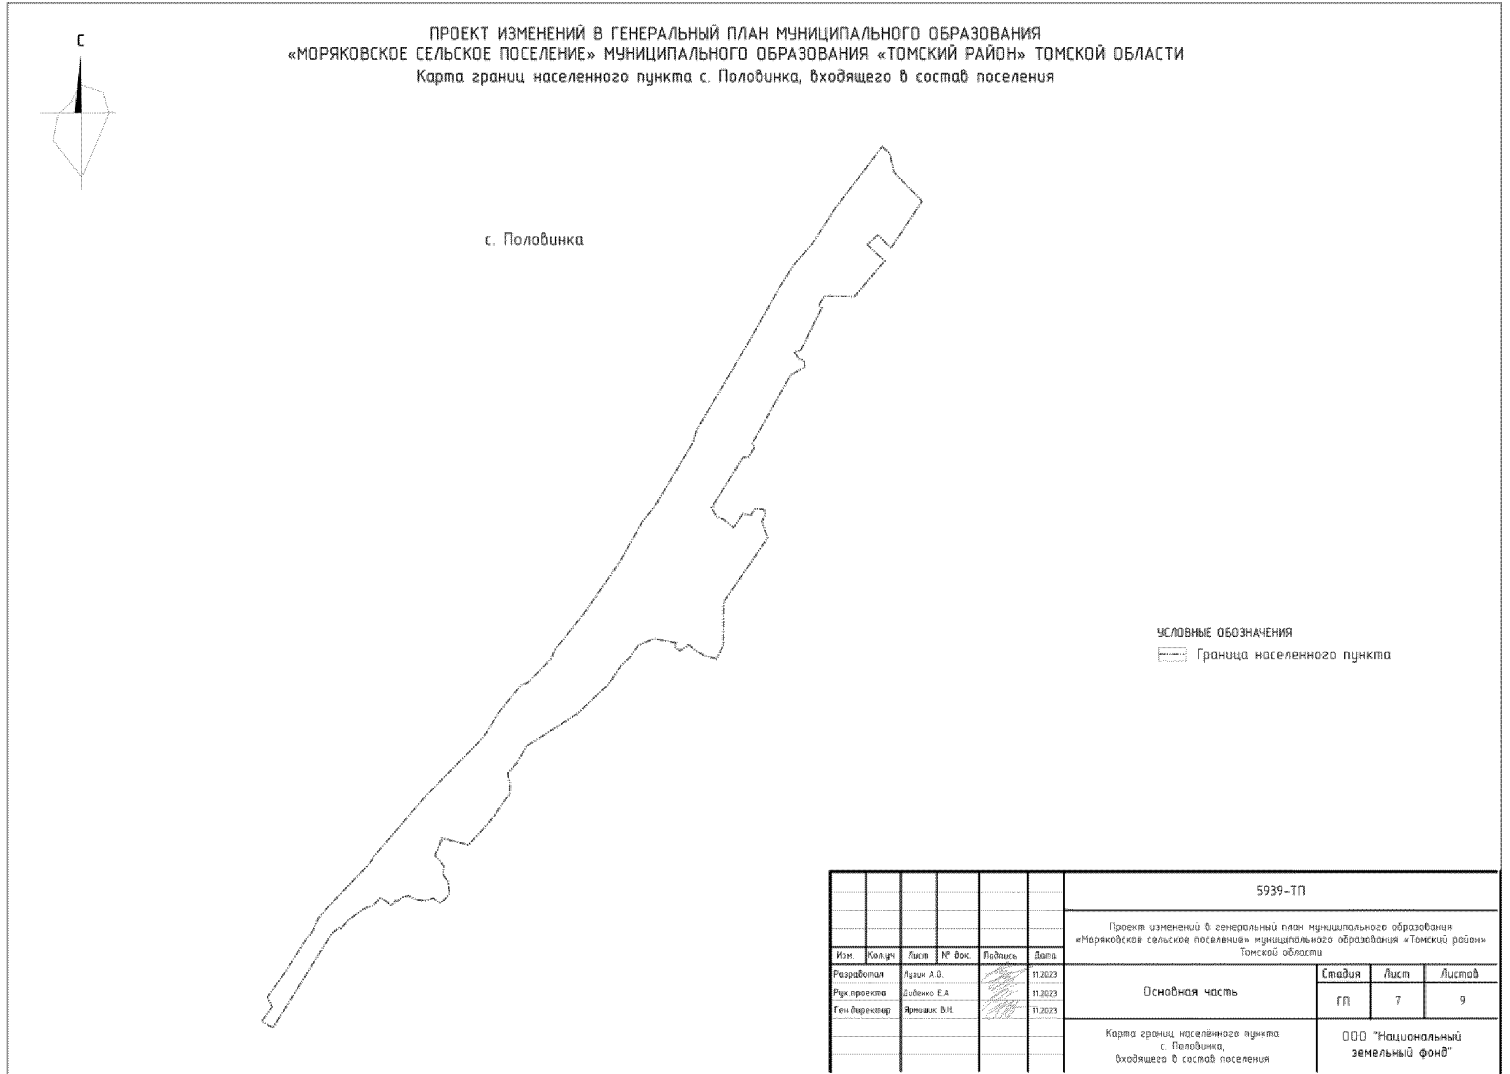 ПРОЕКТ ИЗМЕНЕНИЙ В ГЕНЕРАЛЬНЫЙ ПЛАН МУНИЦИПАЛЬНОГО ОБРАЗОВАНИЯ
«МОРЯКОВСКОЕ СЕЛЬСКОЕ ПОСЕЛЕНИЕ» МУНИЦИПАЛЬНОГО ОБРАЗОВАНИЯ «ТОМСКИЙ РАЙОН» ТОМСКОЙ ОБЛАСТИ
Карта границ населенного пункта с. Половинка, входящего в состав поселения
С
с. Половинка
УСЛОВНЫЕ ОБОЗНАЧЕНИЯ
Граница населенного пункта
5939-ТП
Проект изменений в генеральный план муниципального образования
«Моряковское сельское поселение» муниципального образования «Томский район»
Томской области
Изм. Кол.уч Лист № док. Подпись Дата
Разработал А.В. 11.2023
Рук.проекта Диденко Е.А 11.2023
Ген.директор В.Н. 11.2023
Основная часть
Стадия Лист Листов
ГП 7 9
Карта границ населённого пункта
с. Половинка,
входящего в состав поселения
ООО "Национальный
земельный фонд"